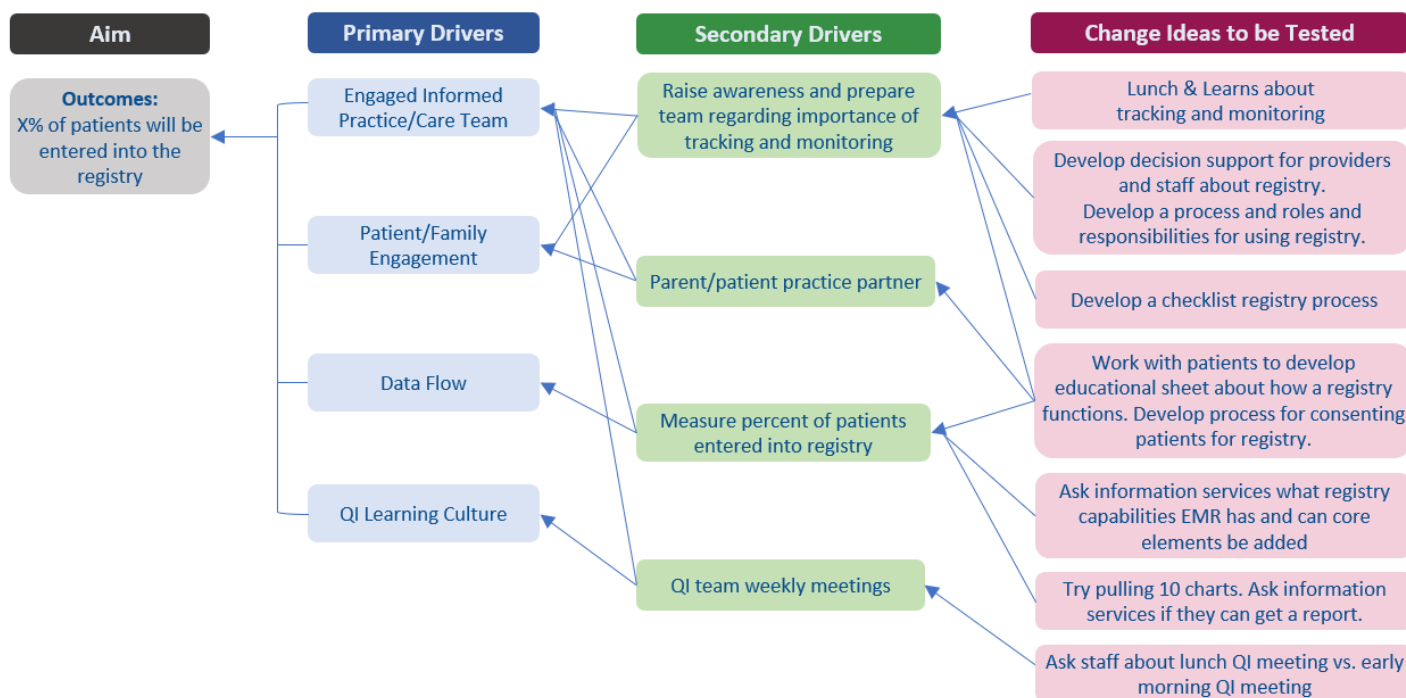 Aim
Primary Drivers
Secondary Drivers
Change Ideas to be Tested
Outcomes:
X% of patients will be
entered into the
registry
Engaged Informed
Practice/Care Team
Patient/Family
Engagement
Data Flow
QI Learning Culture
Raise awareness and prepare
team regarding importance of
tracking and monitoring
Parent/patient practice partner
Measure percent of patients
entered into registry
QI team weekly meetings
Lunch & Learns about
tracking and monitoring
Develop decision support for providers
and staff about registry.
Develop a process and roles and
responsibilities for using registry.
Develop a checklist registry process
Work with patients to develop
educational sheet about how a registry
functions. Develop process for consenting
patients for registry.
Ask information services what registry
capabilities EMR has and can core
elements be added
Try pulling 10 charts. Ask information
services if they can get a report.
Ask staff about lunch QI meeting vs. early
morning QI meeting